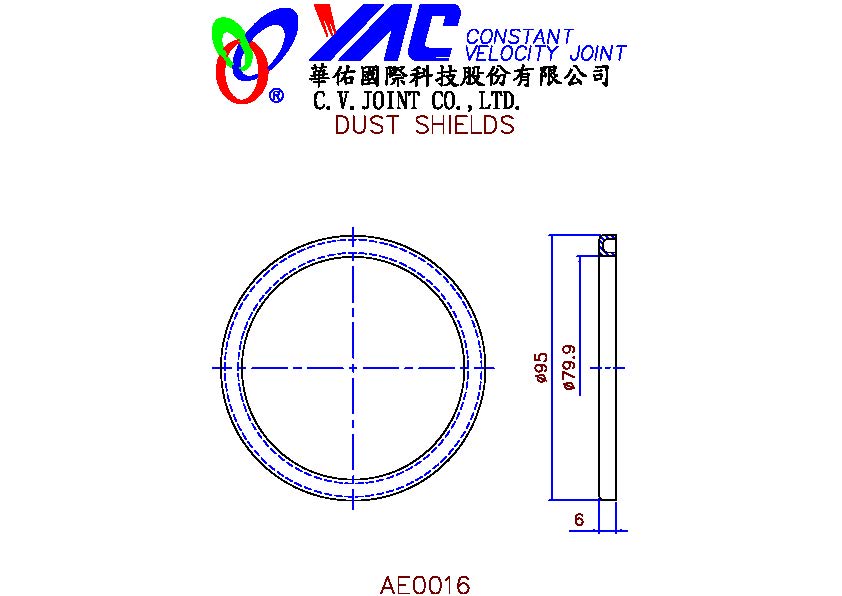 YAC CONSTANT
VELOCITY JOINT
®
華佑國際科技股份有限公司
C.V.JOINT CO.,LTD.
DUST SHIELDS
ø95
ø79.9
6
AE0016